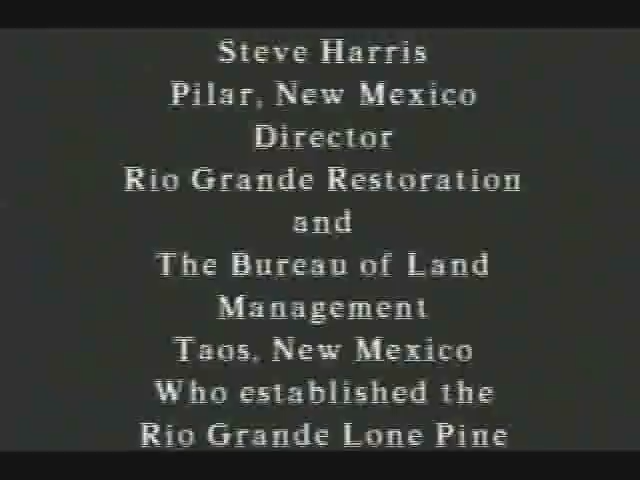 Steve Harris
Pilar, New Mexico
Director
Rio Grande Restoration
and
The Bureau of Land
Management
Taos, New Mexico
Who established the
Rio Grande Lone Pine